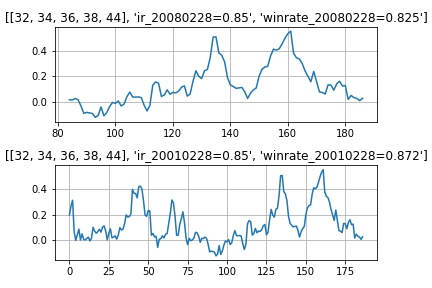 [[32, 34, 36, 38, 44], 'ir_20080228=0.85', 'winrate_20080228=0.825']
0.4
0.2
0.0
80 100 120 140 160 180
[[32, 34, 36, 38, 44], 'ir_20010228=0.85', 'winrate_20010228=0.872']
0.4
0.2
0.0
0 25 50 75 100 125 150 175